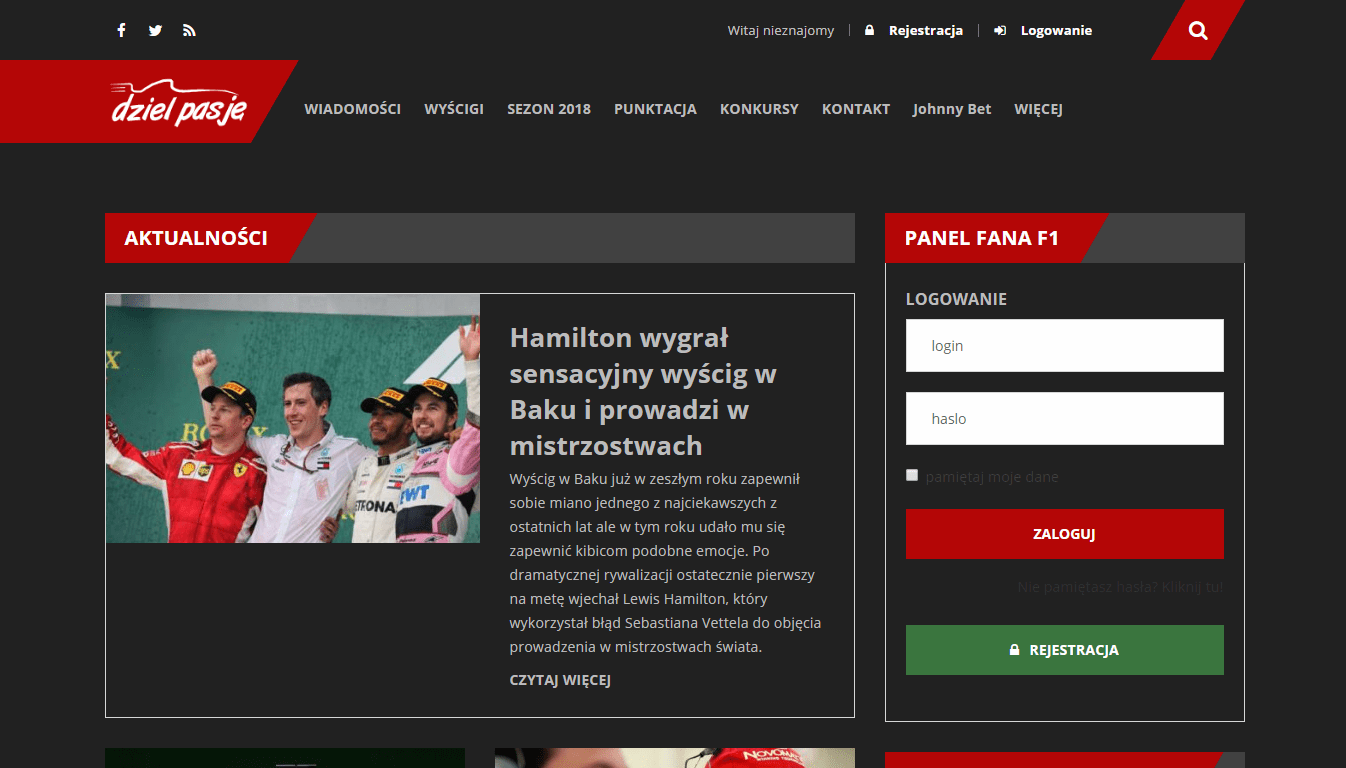 Witaj nieznajomy
Rejestracja
Logowanie
dziel pasje
WIADOMOŚCI
WYŚCIGI
SEZON 2018
PUNKTACJA
KONKURSY
KONTAKT
Johnny Bet
WIĘCEJ
AKTUALNOŚCI
Hamilton wygrał
sensacyjny wyścig w
Baku i prowadzi w
mistrzostwach
Wyścig w Baku już w zeszłym roku zapewnił
sobie miano jednego z najciekawszych z
ostatnich lat ale w tym roku udało mu się
zapewnić kibicom podobne emocje. Po
dramatycznej rywalizacji ostatecznie pierwszy
na metę wjechał Lewis Hamilton, który
wykorzystał błąd Sebastiana Vettela do objęcia
prowadzenia w mistrzostwach świata.
CZYTAJ WIĘCEJ
PANEL FANA F1
LOGOWANIE
login
haslo
pamiętaj moje dane
ZALOGUJ
Nie pamiętasz hasła? Kliknij tu!
REJESTRACJA